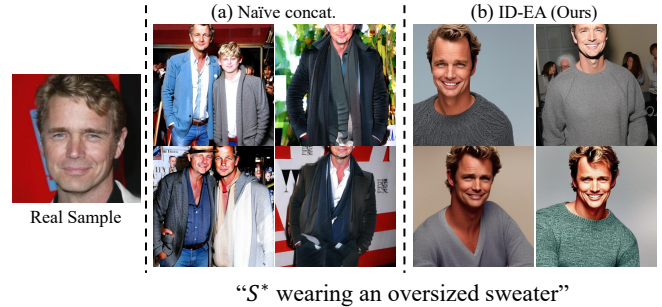 (a) Naïve concat.
(b) ID-EA (Ours)
Real Sample
“S* wearing an oversized sweater”